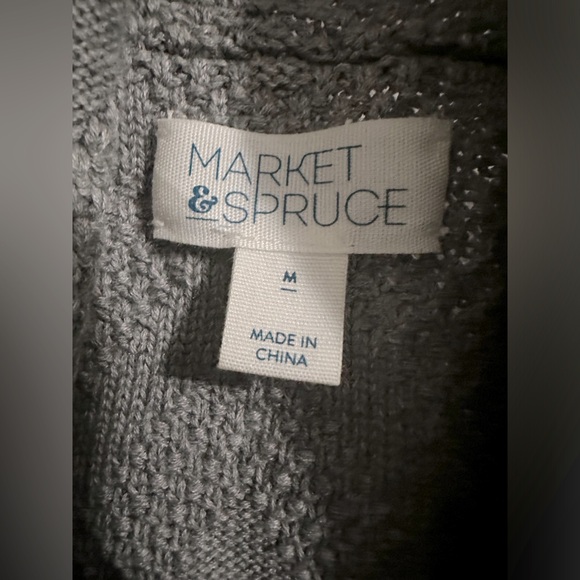 MARKET
& SPRUCE
M
MADE IN
CHINA